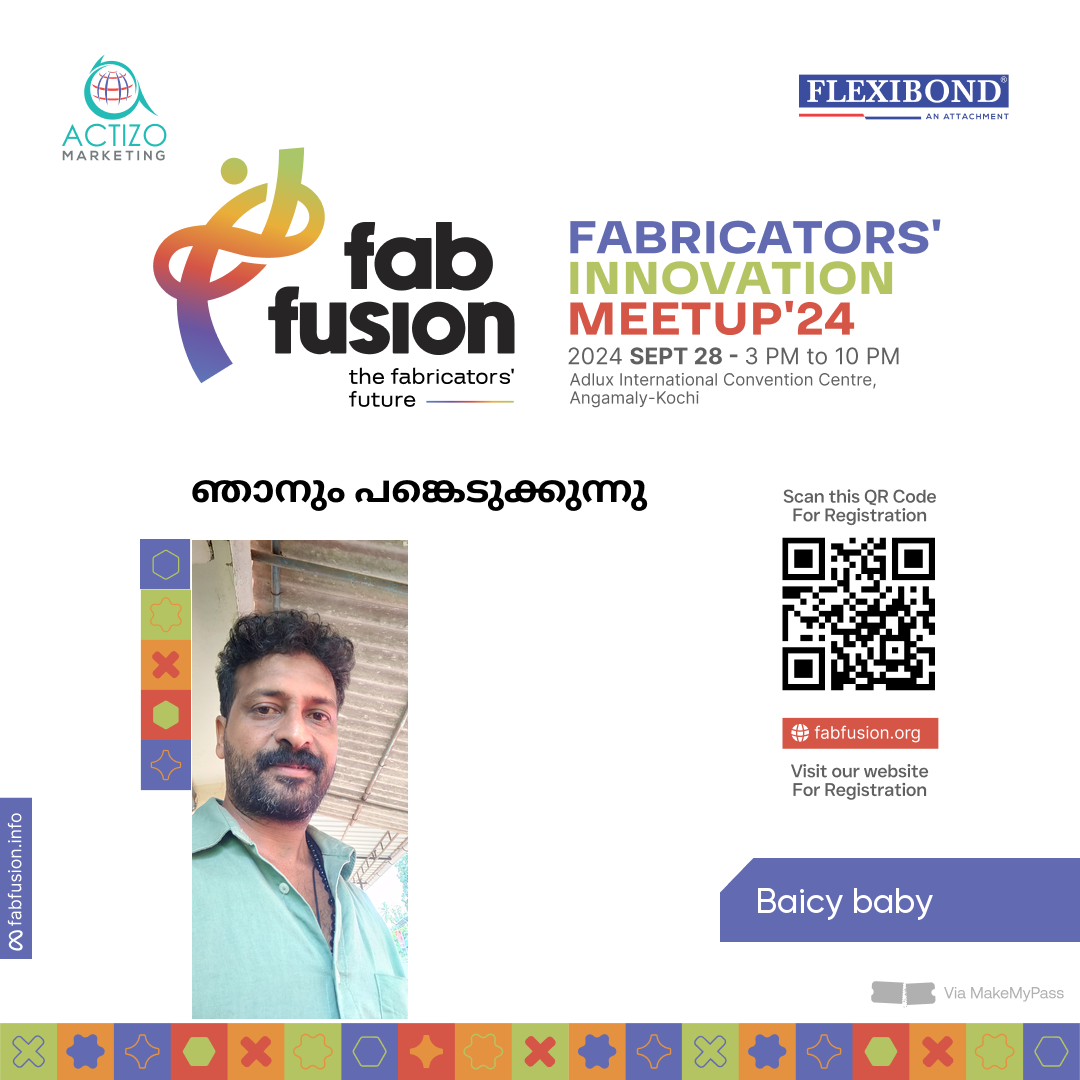 ACTIZO
MARKETING
FLEXIBOND®
AN ATTACHMENT
fab
fusion
the fabricators'
future
FABRICATORS'
INNOVATION
MEETUP'24
2024 SEPT 28 - 3 PM to 10 PM
Adlux International Convention Centre,
Angamaly-Kochi
ഞാനും പങ്കെടുക്കുന്നു
Scan this QR Code
For Registration
fabfusion.org
Visit our website
For Registration
fabfusion.info
Baicy baby
Via MakeMyPass